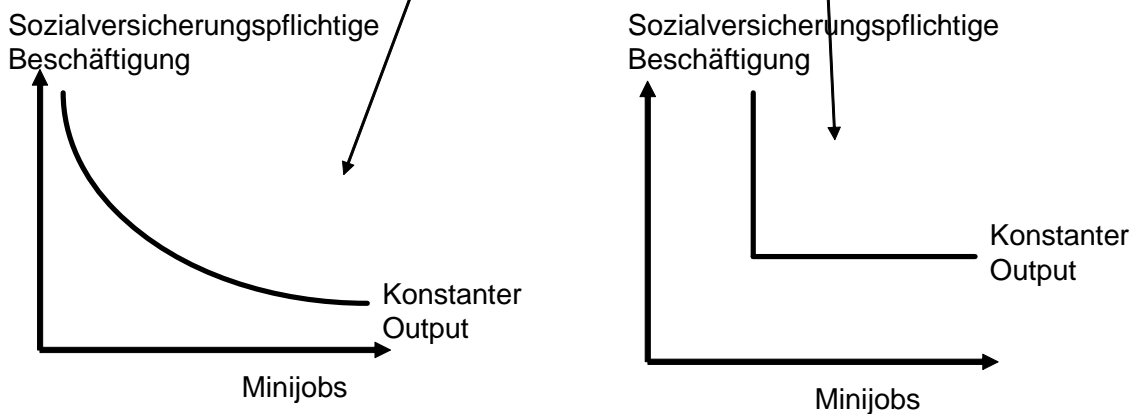 Sozialversicherungspflichtige
Beschäftigung
Konstanter
Output
Minijobs
Sozialversicherungspflichtige
Beschäftigung
Konstanter
Output
Minijobs